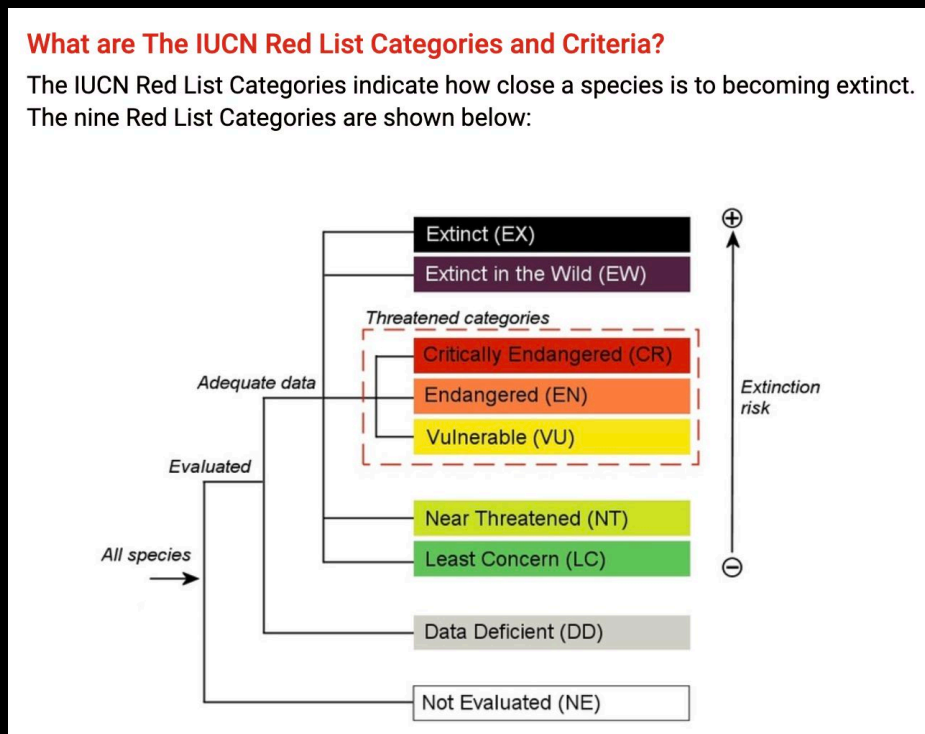 What are The IUCN Red List Categories and Criteria?
The IUCN Red List Categories indicate how close a species is to becoming extinct.
The nine Red List Categories are shown below:
Extinct (EX)
Extinct in the Wild (EW)
Threatened categories
Critically Endangered (CR)
Adequate data
Endangered (EN)
Extinction
risk
Vulnerable (VU)
Evaluated
Near Threatened (NT)
All species
Least Concern (LC)
Data Deficient (DD)
Not Evaluated (NE)